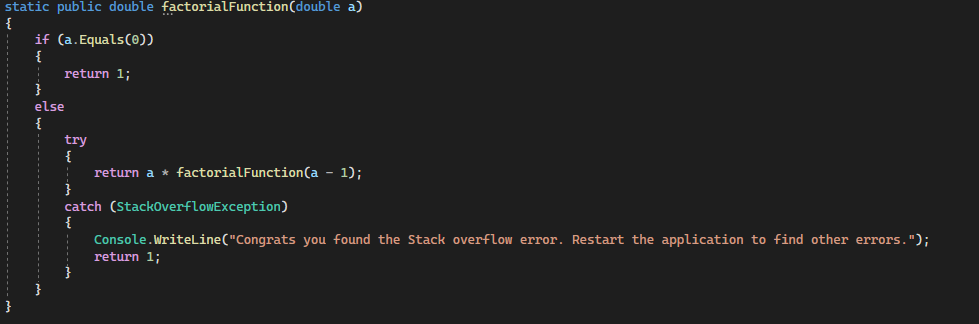 static public double factorialFunction(double a)
{
if (a.Equals(0))
{
return 1;
}
else
{
try
{
return a * factorialFunction(a - 1);
}
catch (StackOverflowException)
{
Console.WriteLine("Congrats you found the Stack overflow error. Restart the application to find other errors.");
return 1;
}
}
}